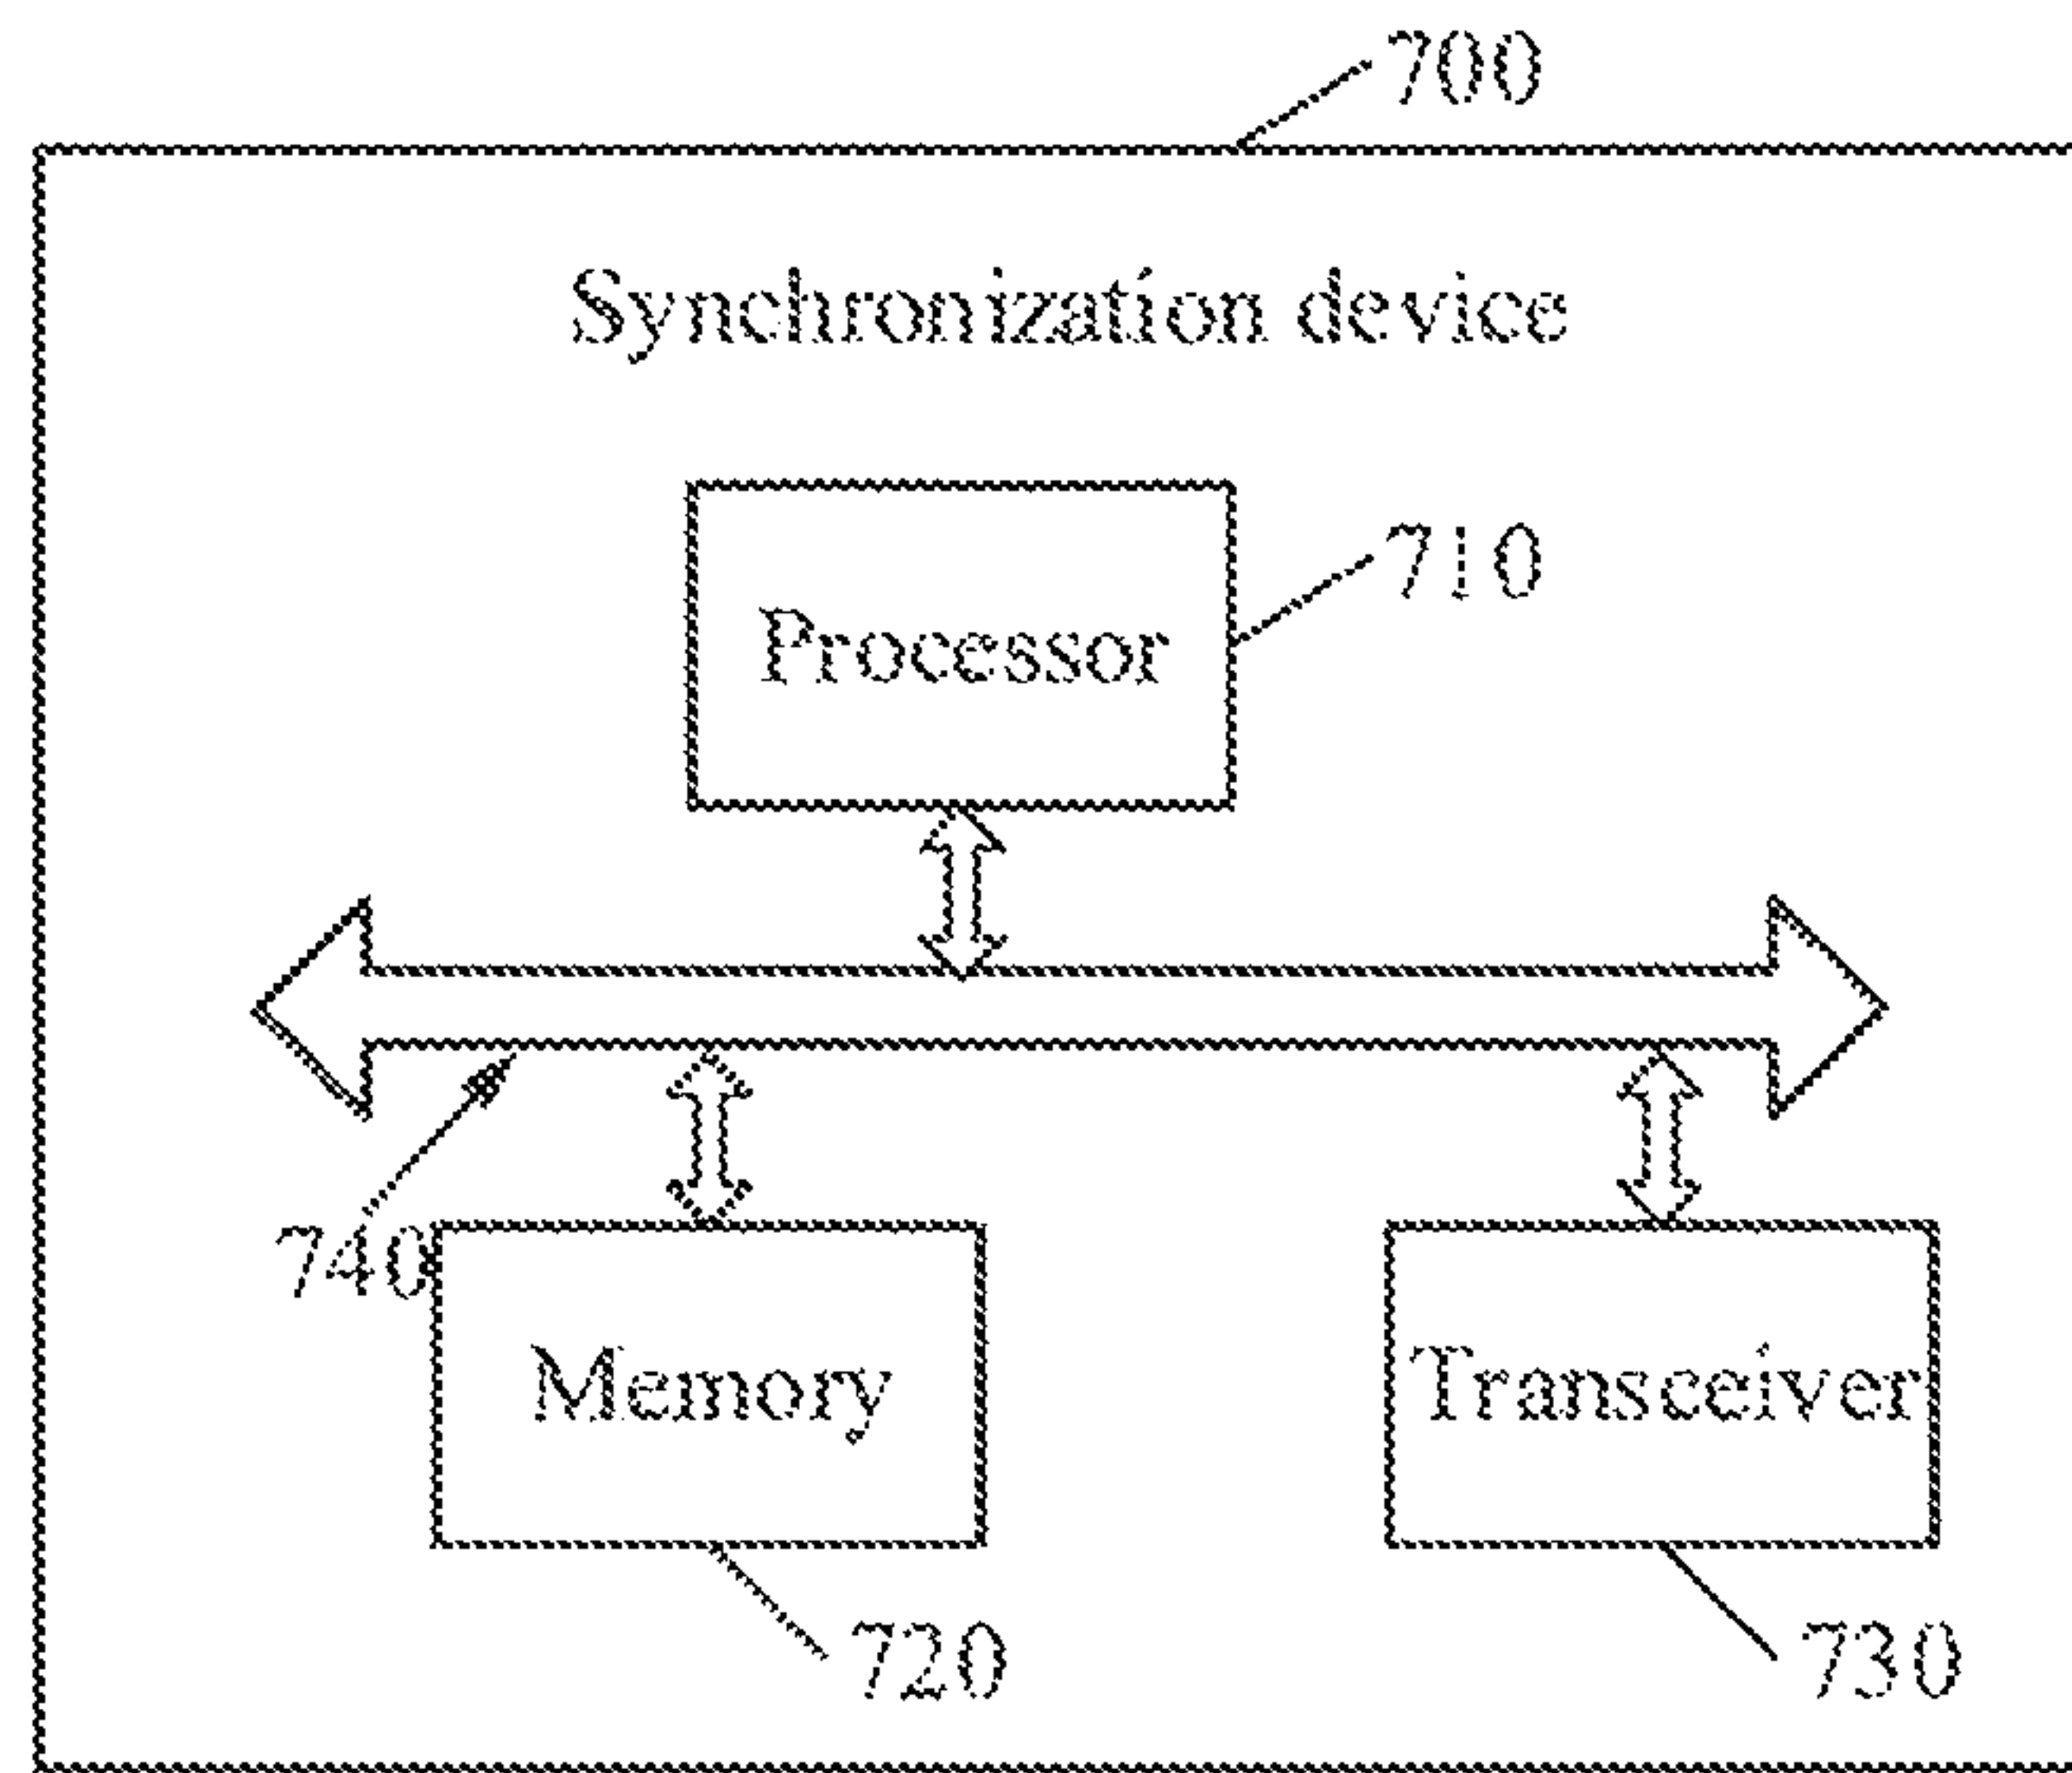 700
Synchronization device
Processor
710
740
Memory
Transceiver
720
730